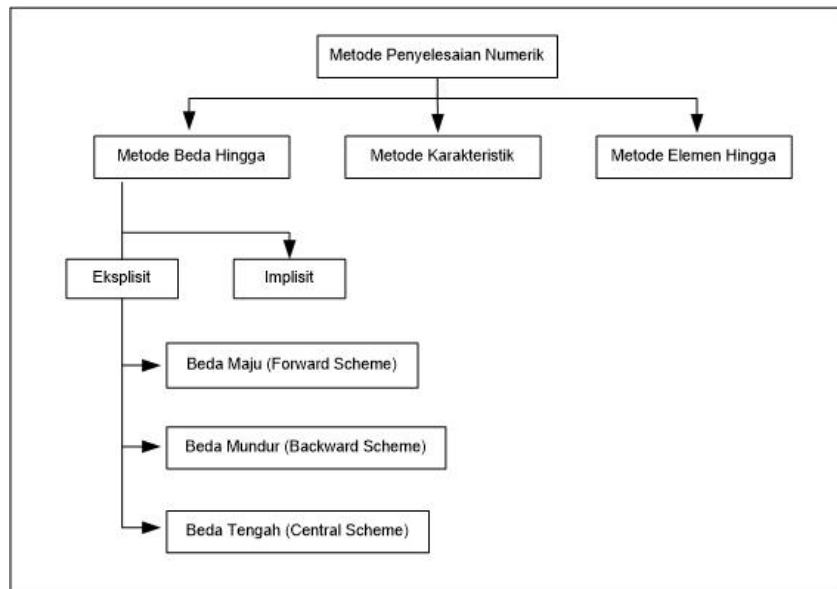 Metode Penyelesaian Numerik
Metode Beda Hingga
Metode Karakteristik
Metode Elemen Hingga
Eksplisit
Implisit
Beda Maju (Forward Scheme)
Beda Mundur (Backward Scheme)
Beda Tengah (Central Scheme)